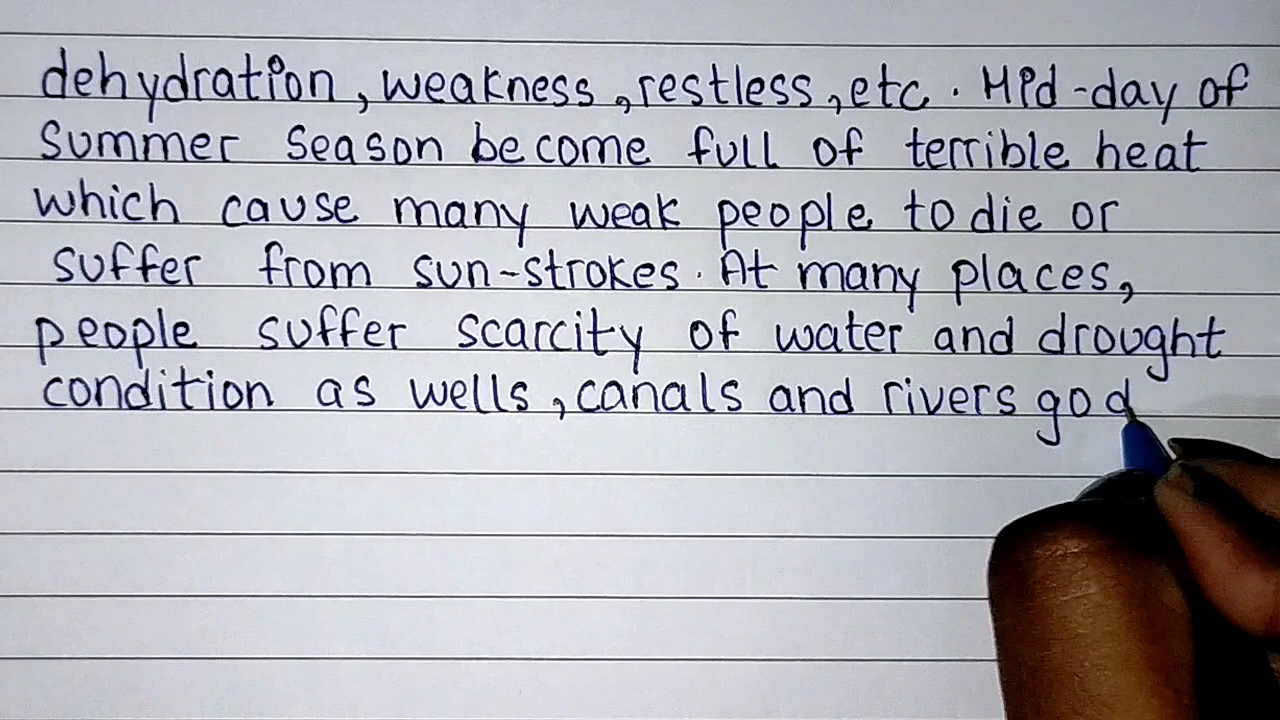 dehydration, weakness, restless, etc. Mid-day of
summer season become full of terrible heat
which cause many weak people to die or
suffer from sun-strokes. At many places,
people suffer scarcity of water and drought
condition as wells, canals and rivers go d